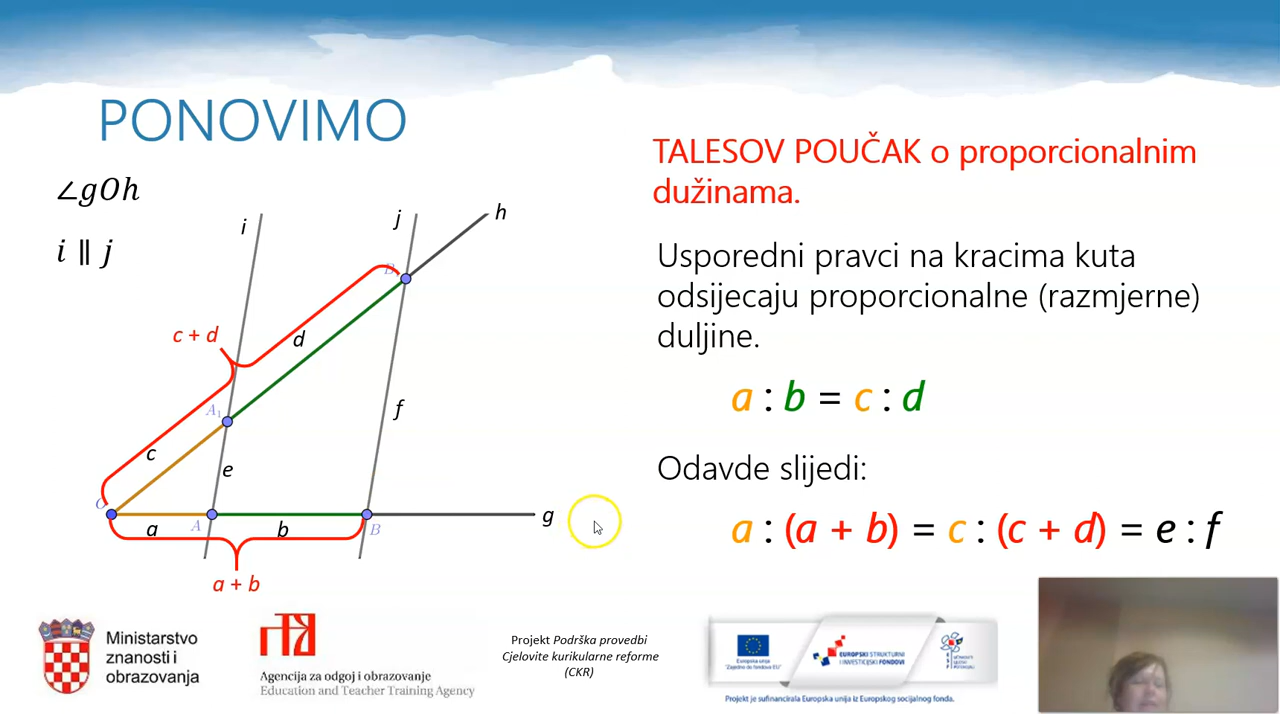 PONOVIMO
∠gOh
i ∥ j
i
j
h
c + d
d
A₁
f
c
e
O
a
A
b
B
g
a + b
TALESOV POUČAK o proporcionalnim
dužinama.
Usporedni pravci na kracima kuta
odsijecaju proporcionalne (razmjerne)
duljine.
a : b = c : d
Odavde slijedi:
a : (a + b) = c : (c + d) = e : f
Ministarstvo
znanosti i
obrazovanja
Agencija za odgoj i obrazovanje
Education and Teacher Training Agency
Projekt Podrška provedbi
Cjelovite kurikularne reforme
(CKR)
Europska unija
"Zajedno do fondova EU"
EUROPSKI STRUKTURNI
I INVESTICIJSKI FONDOVI
Projekt je sufinancirala Europska unija iz Europskog socijalnog fonda.